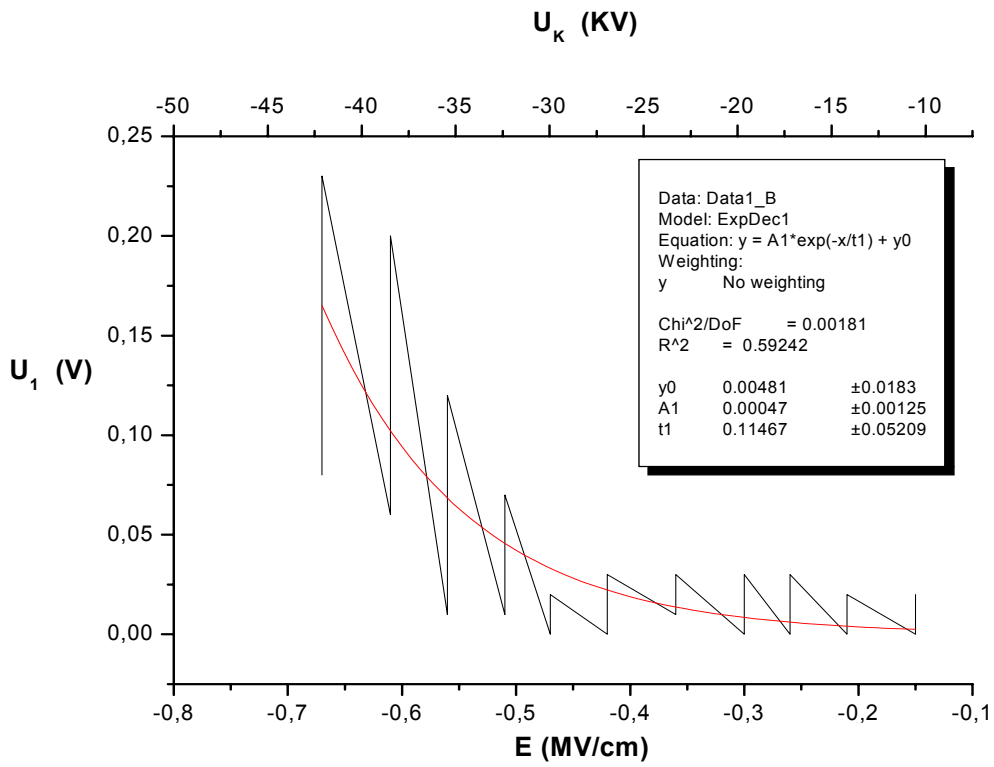 U_K (KV)
-50 -45 -40 -35 -30 -25 -20 -15 -10
0,25
0,20
0,15
0,10
0,05
0,00
U_1 (V)
Data: Data1_B
Model: ExpDec1
Equation: y = A1*exp(-x/t1) + y0
Weighting:
y No weighting
Chi^2/DoF = 0.00181
R^2 = 0.59242
y0 0.00481 ±0.0183
A1 0.00047 ±0.00125
t1 0.11467 ±0.05209
-0,8 -0,7 -0,6 -0,5 -0,4 -0,3 -0,2 -0,1
E (MV/cm)